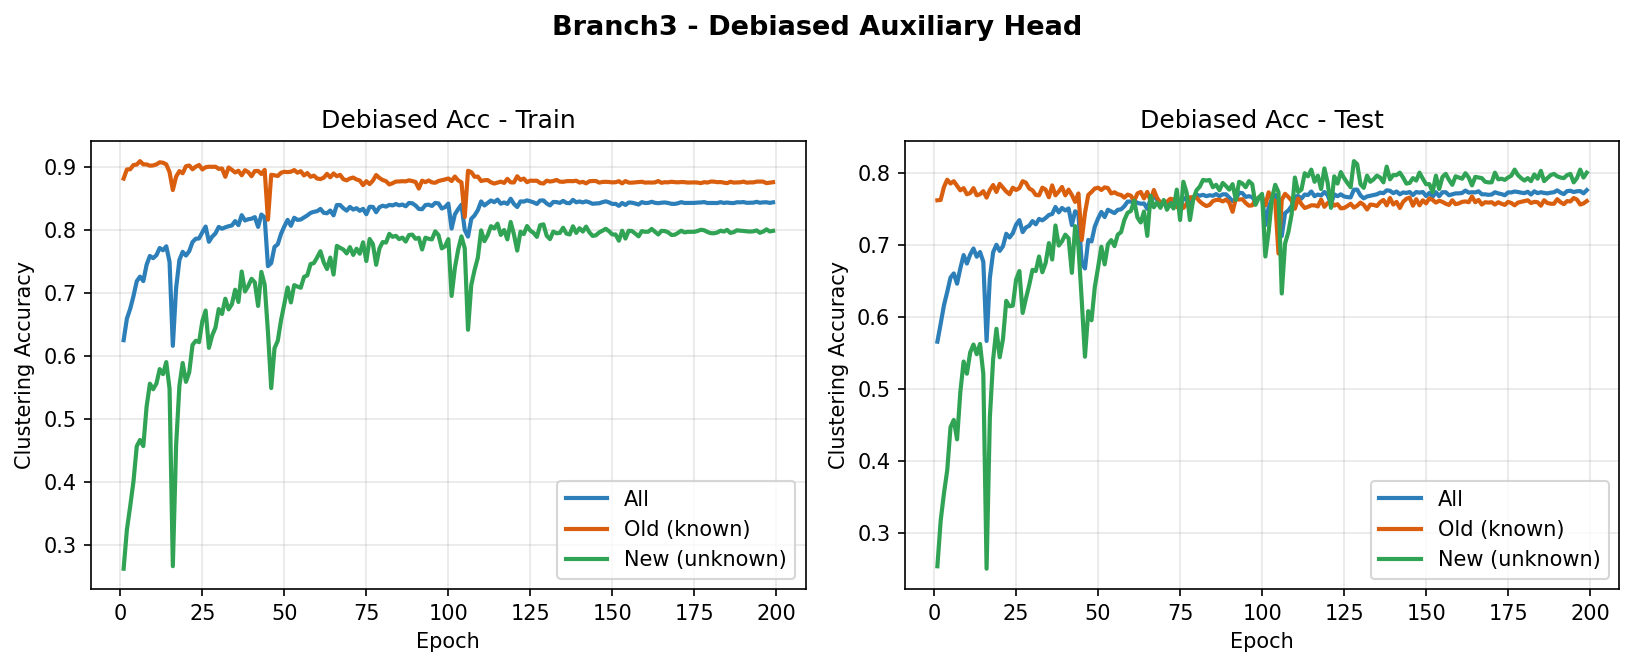 Branch3 - Debiased Auxiliary Head
Debiased Acc - Train
Clustering Accuracy
0.9
0.8
0.7
0.6
0.5
0.4
0.3
0 25 50 75 100 125 150 175 200
Epoch
All
Old (known)
New (unknown)
Debiased Acc - Test
Clustering Accuracy
0.8
0.7
0.6
0.5
0.4
0.3
0 25 50 75 100 125 150 175 200
Epoch
All
Old (known)
New (unknown)